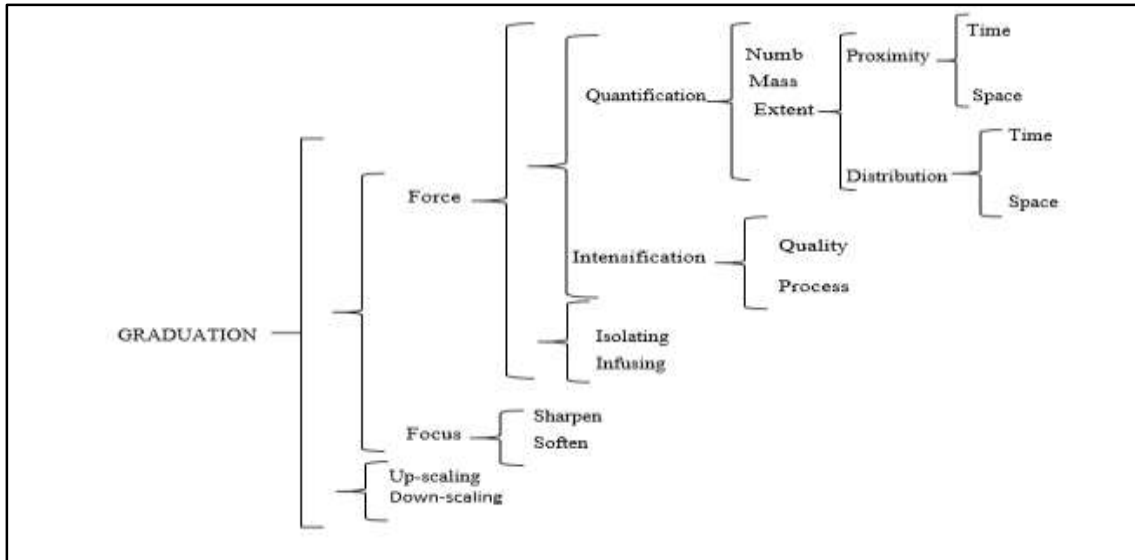 Time
Numb
Proximity
Mass
Quantification
Space
Extent
Time
Distribution
Force
Space
Quality
Intensification
Process
GRADUATION
Isolating
Infusing
Sharpen
Focus
Soften
Up-scaling
Down-scaling